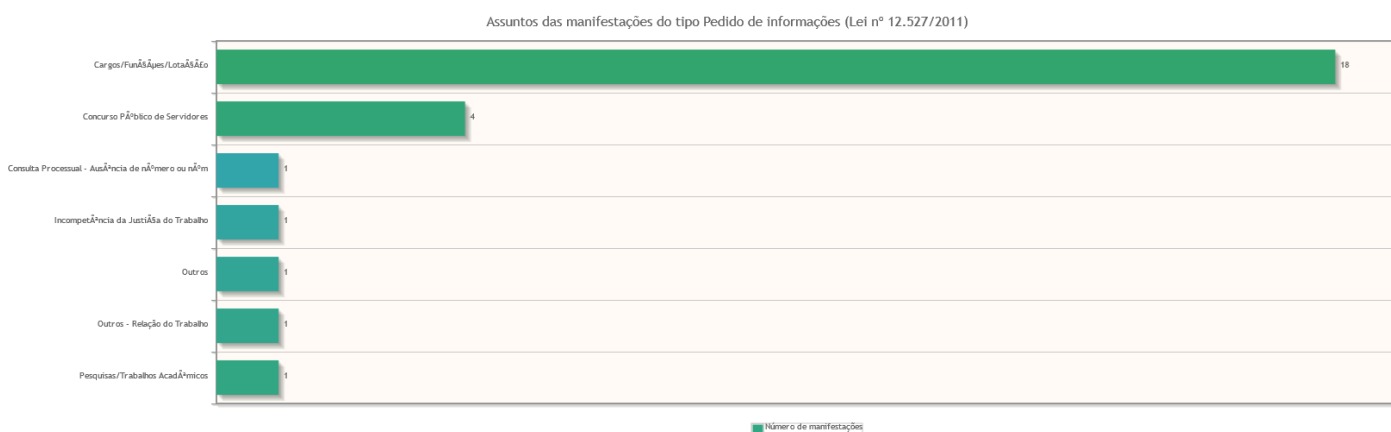 Assuntos das manifestações do tipo Pedido de informações (Lei nº 12.527/2011)
Cargos/FunÃ§Ãµes/LotaÃ§Ã£o
18
Concurso PÃºblico de Servidores
4
Consulta Processual - AusÃªncia de nÃºmero ou nÃºm
1
IncompetÃªncia da JustiÃ§a do Trabalho
1
Outros
1
Outros - Relação do Trabalho
1
Pesquisas/Trabalhos AcadÃªmicos
1
Número de manifestações